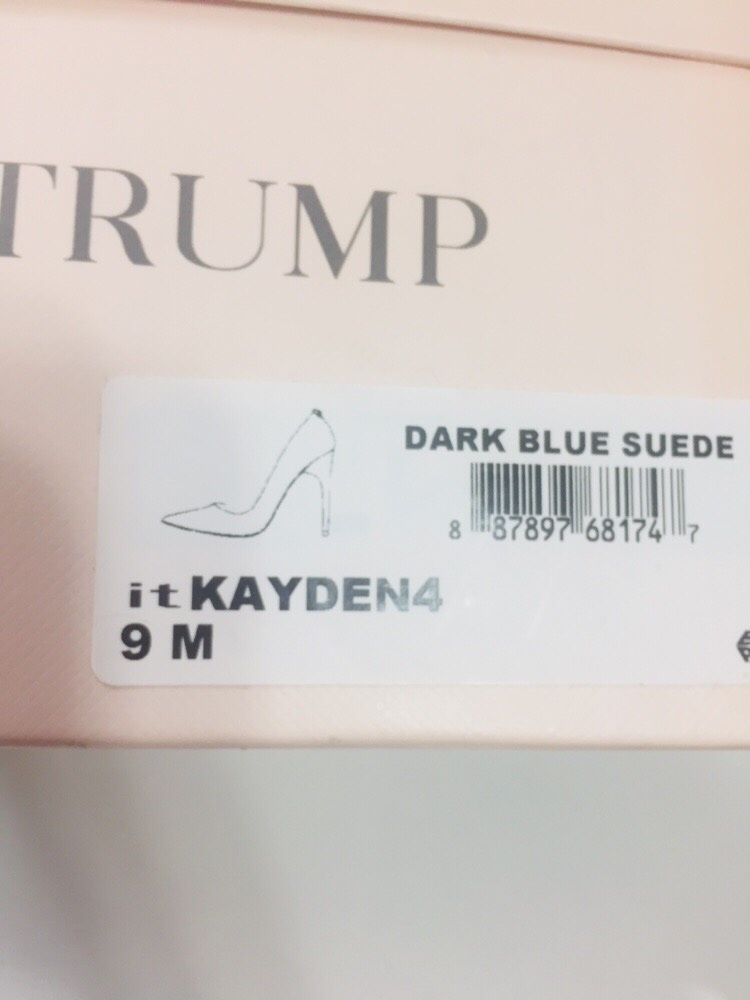 TRUMP
DARK BLUE SUEDE
8 87897 68174 7
it KAYDEN4
9 M